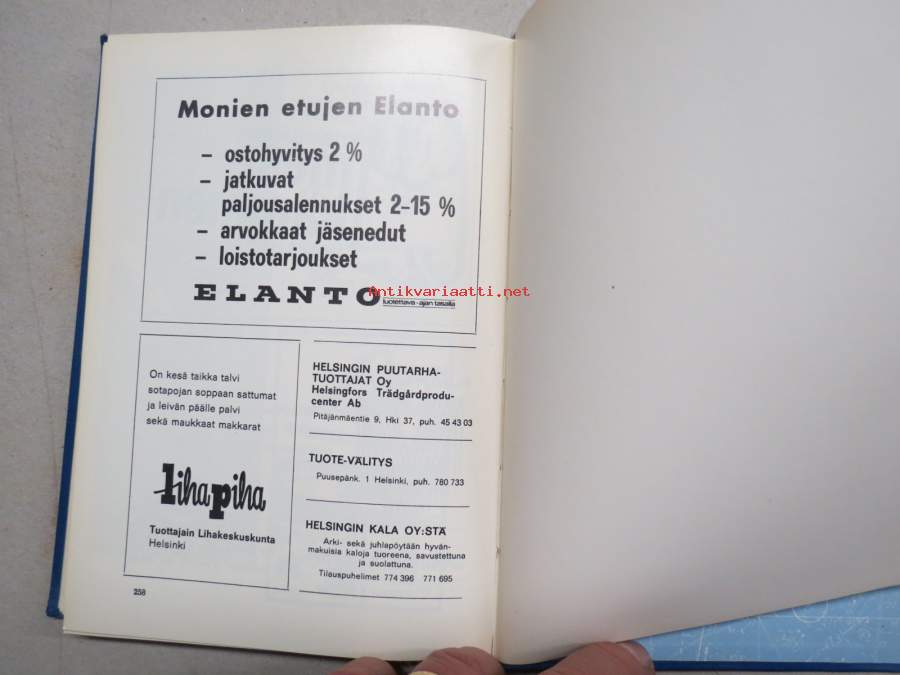 Monien etujen Elanto
– ostohyvitys 2 %
– jatkuvat
paljousalennukset 2–15 %
– arvokkaat jäsenedut
– loistotarjoukset
ELANTO
luotettava - ajan tasalla
Antikvariaatti.net
On kesä taikka talvi
sotapojan soppaan sattumat
ja leivän päälle palvi
sekä maukkaat makkarat
lihapiha
Tuottajain Lihakeskuskunta
Helsinki
HELSINGIN PUUTARHA-
TUOTTAJAT Oy
Helsingfors Trädgårdprodu-
center Ab
Pitäjänmäentie 9, Hki 37, puh. 45 43 03
TUOTE-VÄLITYS
Puusepänk. 1 Helsinki, puh. 780 733
HELSINGIN KALA OY:STÄ
Arki- sekä juhlapöytään hyvän-
makuisia kaloja tuoreena, savustettuna
ja suolattuna.
Tilauspuhelimet 774 396 771 695
258